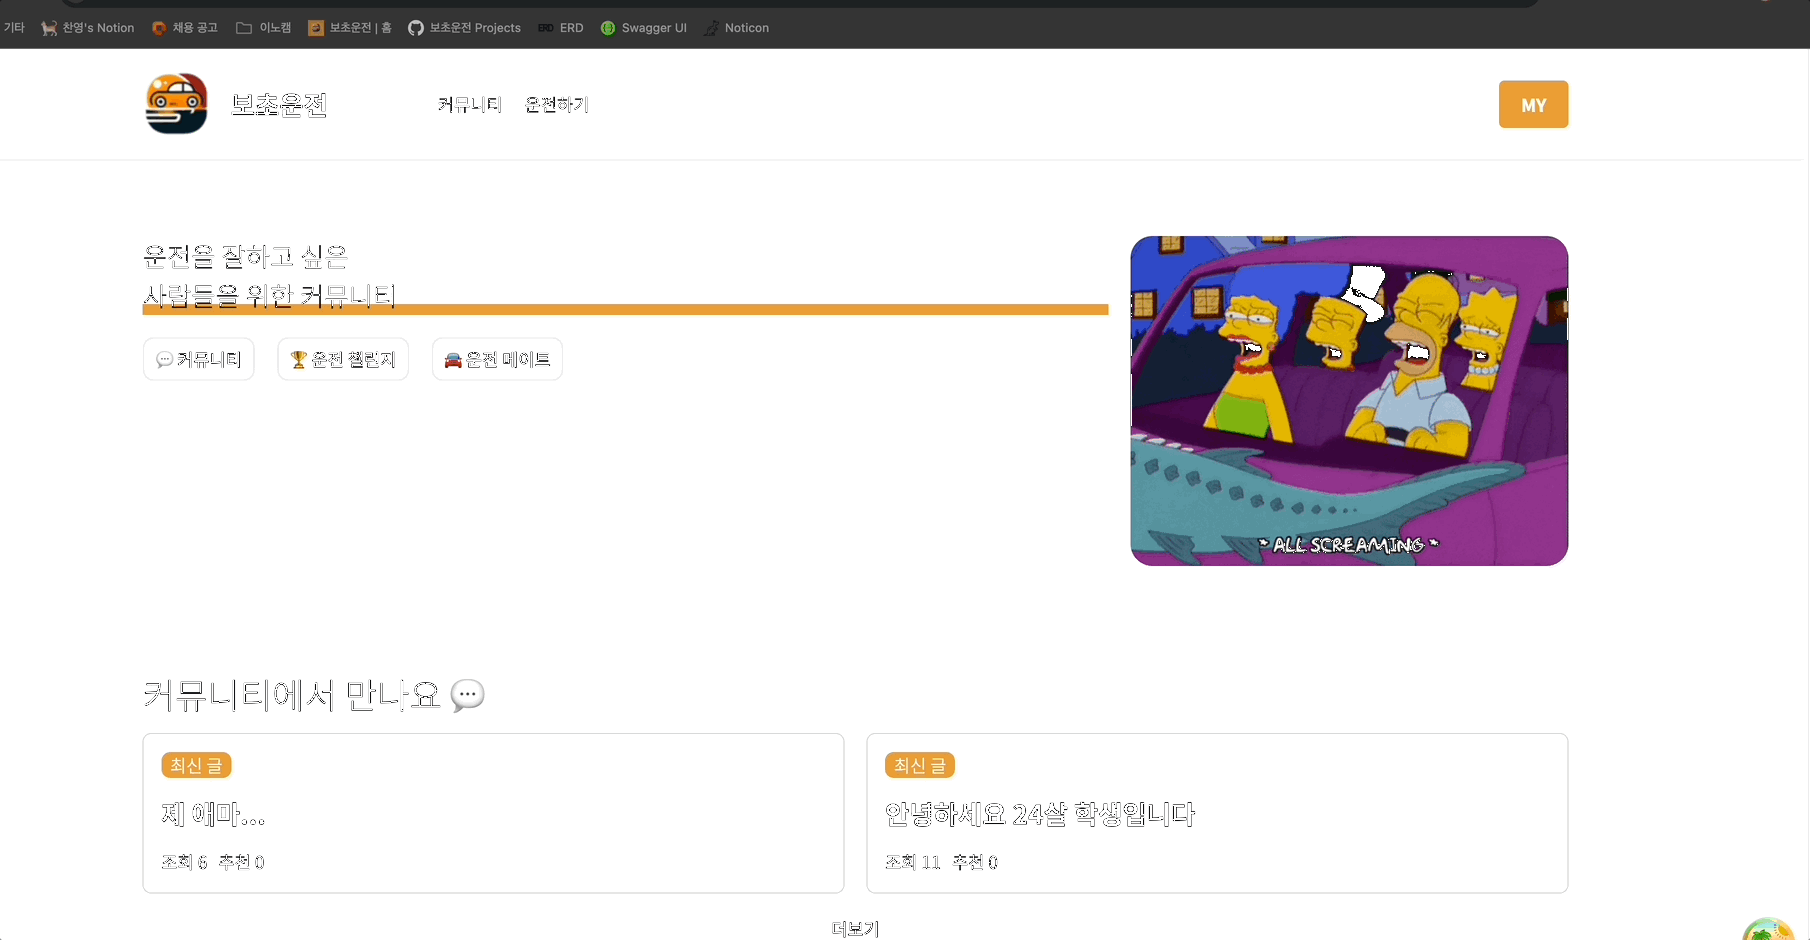 기타 찬영's Notion 채용 공고 이노캠 보초운전 | 홈 보초운전 Projects ERD ERD Swagger UI Noticon
보초운전 커뮤니티 운전하기 MY
운전을 잘하고 싶은
사람들을 위한 커뮤니티
커뮤니티 운전 챌린지 운전 메이트
* ALL SCREAMING *
커뮤니티에서 만나요
최신 글
제 애마...
조회 6 추천 0
최신 글
안녕하세요 24살 학생입니다
조회 11 추천 0
더보기